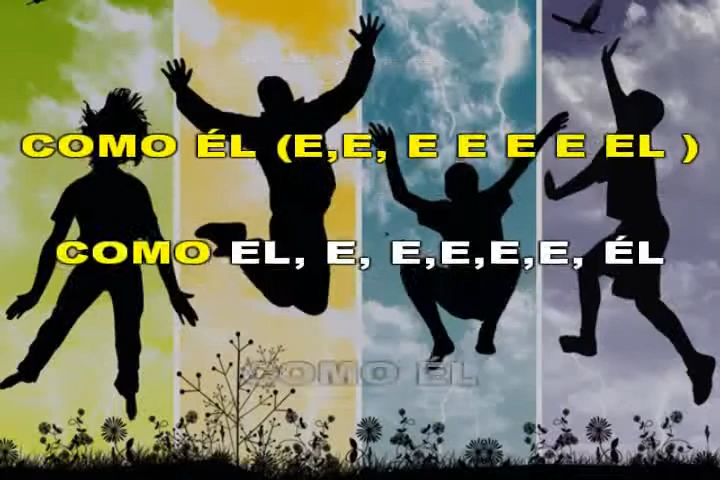 COMO ÉL (E,E, E E E E EL )
COMO EL, E, E,E,E,E, ÉL
COMO ÉL